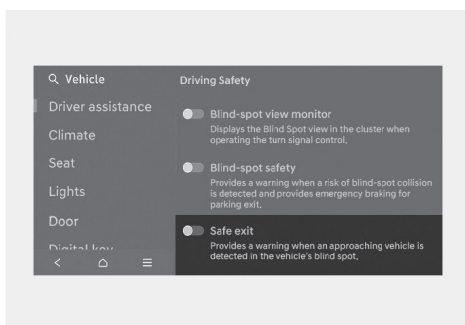 Vehicle
Driver assistance
Climate
Seat
Lights
Door
Digital key
Driving Safety
Blind-spot view monitor
Displays the Blind Spot view in the cluster when
operating the turn signal control.
Blind-spot safety
Provides a warning when a risk of blind-spot collision
is detected and provides emergency braking for
parking exit.
Safe exit
Provides a warning when an approaching vehicle is
detected in the vehicle's blind spot.